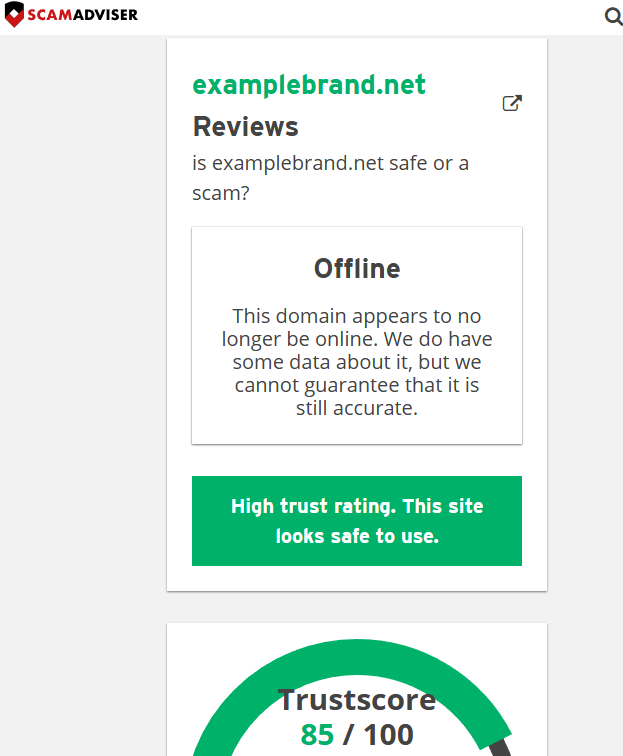 SCAMADVISER
examplebrand.net
Reviews
is examplebrand.net safe or a
scam?
Offline
This domain appears to no
longer be online. We do have
some data about it, but we
cannot guarantee that it is
still accurate.
High trust rating. This site
looks safe to use.
Trustscore
85 / 100